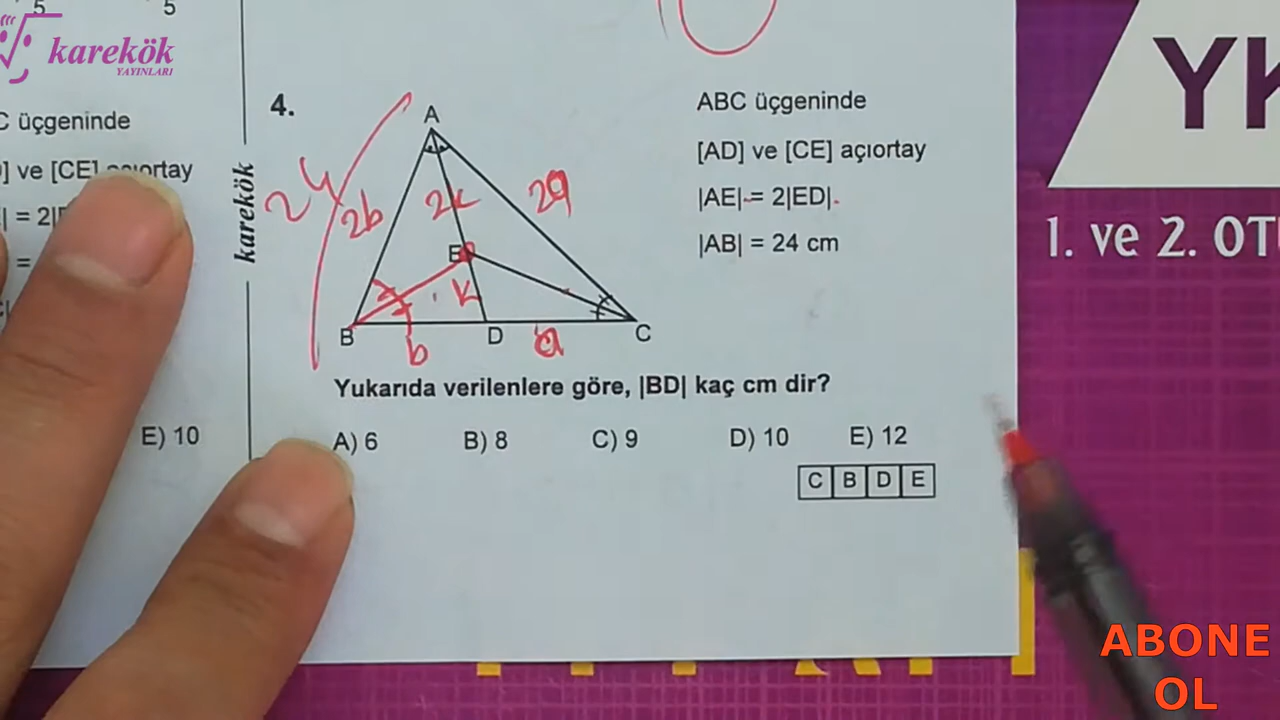 5
5
karekök
YAYINLARI
C üçgeninde
] ve [CE] açıortay
E) 10
karekök
4.
A
24
2b
2k
2a
E
k
B
D
C
b
a
ABC üçgeninde
[AD] ve [CE] açıortay
|AE| = 2|ED|
|AB| = 24 cm
Yukarıda verilenlere göre, |BD| kaç cm dir?
A) 6 B) 8 C) 9 D) 10 E) 12
C B D E
1. ve 2. OT
ABONE
OL